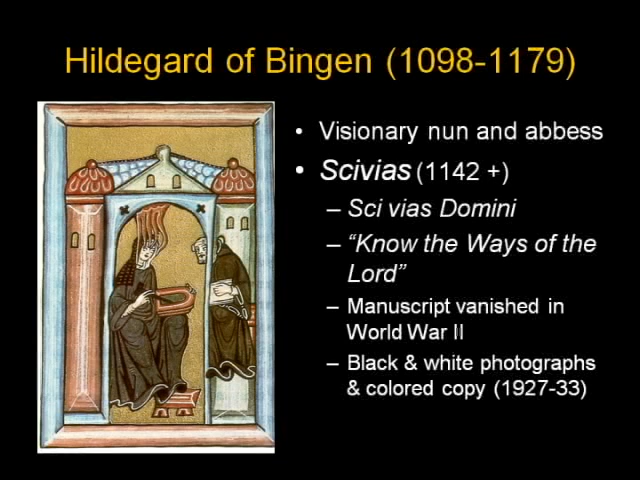 Hildegard of Bingen (1098-1179)
• Visionary nun and abbess
• Scivias (1142 +)
– Sci vias Domini
– “Know the Ways of the
Lord”
– Manuscript vanished in
World War II
– Black & white photographs
& colored copy (1927-33)